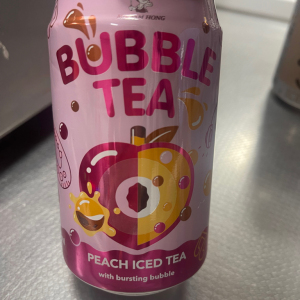 BUBBLE
TEA
PEACH ICED TEA
with bursting bubble